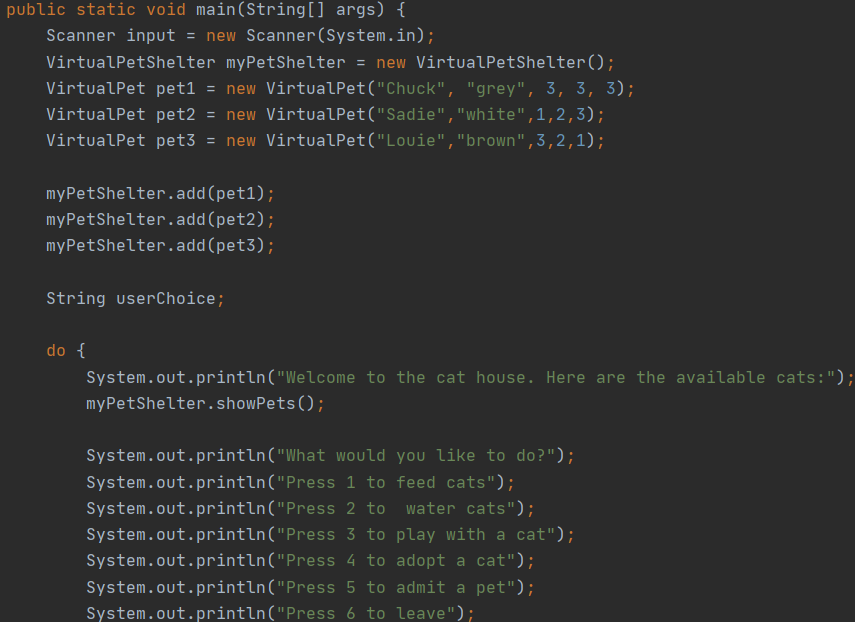 public static void main(String[] args) {
    Scanner input = new Scanner(System.in);
    VirtualPetShelter myPetShelter = new VirtualPetShelter();
    VirtualPet pet1 = new VirtualPet("Chuck", "grey", 3, 3, 3);
    VirtualPet pet2 = new VirtualPet("Sadie","white",1,2,3);
    VirtualPet pet3 = new VirtualPet("Louie","brown",3,2,1);

    myPetShelter.add(pet1);
    myPetShelter.add(pet2);
    myPetShelter.add(pet3);

    String userChoice;

    do {
        System.out.println("Welcome to the cat house. Here are the available cats:");
        myPetShelter.showPets();

        System.out.println("What would you like to do?");
        System.out.println("Press 1 to feed cats");
        System.out.println("Press 2 to  water cats");
        System.out.println("Press 3 to play with a cat");
        System.out.println("Press 4 to adopt a cat");
        System.out.println("Press 5 to admit a pet");
        System.out.println("Press 6 to leave");